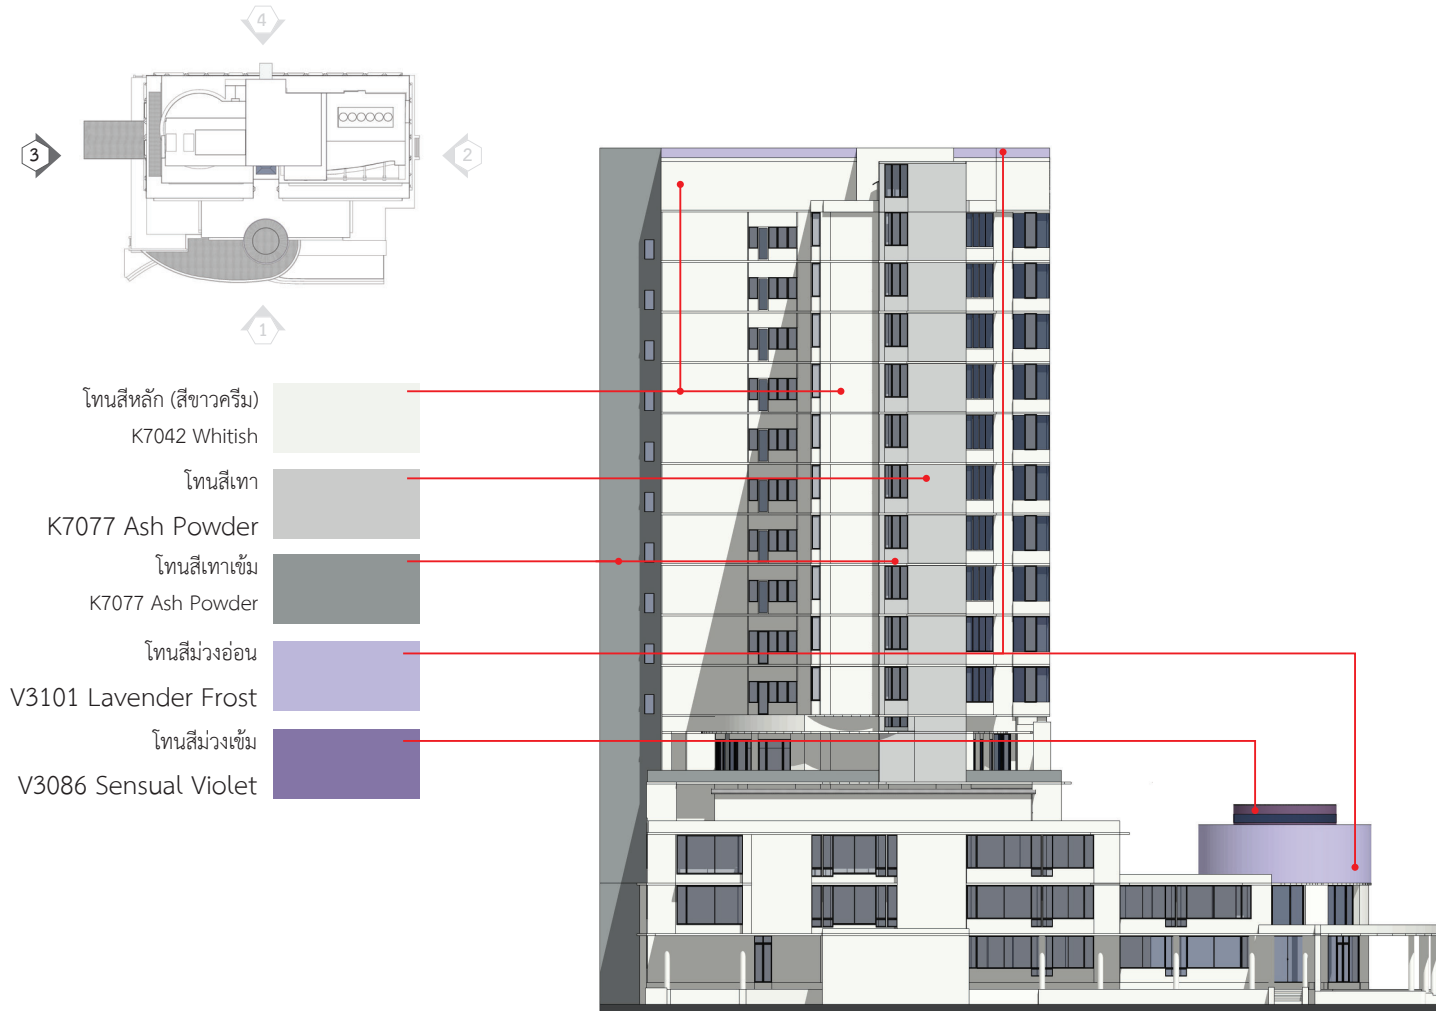 4
3
2
1
โทนสีหลัก (สีขาวครีม)
K7042 Whitish
โทนสีเทา
K7077 Ash Powder
โทนสีเทาเข้ม
K7077 Ash Powder
โทนสีม่วงอ่อน
V3101 Lavender Frost
โทนสีม่วงเข้ม
V3086 Sensual Violet